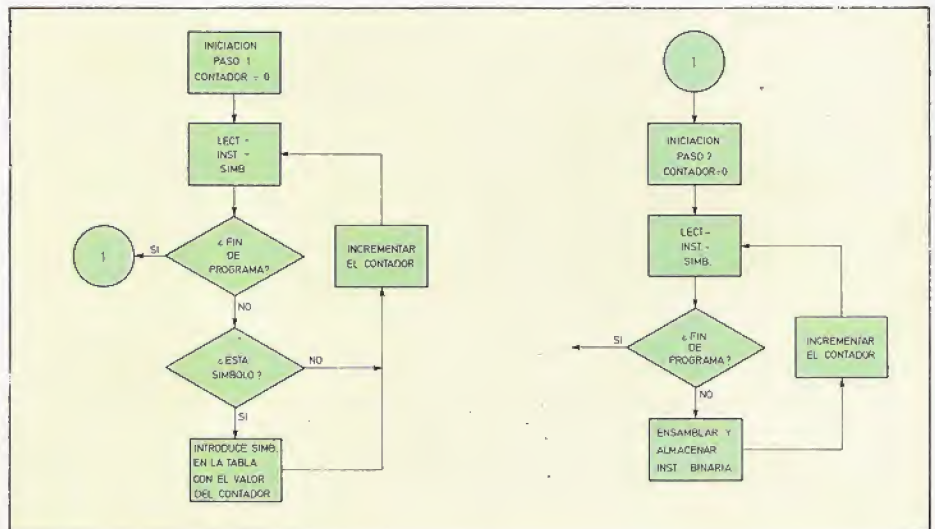 INICIACION
PASO 1
CONTADOR = 0
LECT -
INST -
SIMB
¿ FIN
DE
PROGRAMA?
SI
1
NO
¿ ESTA
SIMBOLO ?
NO
SI
INTRODUCE SIMB.
EN LA TABLA
CON EL VALOR
DEL CONTADOR
INCREMENTAR
EL CONTADOR
1
INICIACION
PASO 2
CONTADOR=0
LECT -
INST -
SIMB.
¿ FIN
DE
PROGRAMA?
SI
NO
ENSAMBLAR Y
ALMACENAR
INST BINARIA
INCREMENTAR
EL CONTADOR